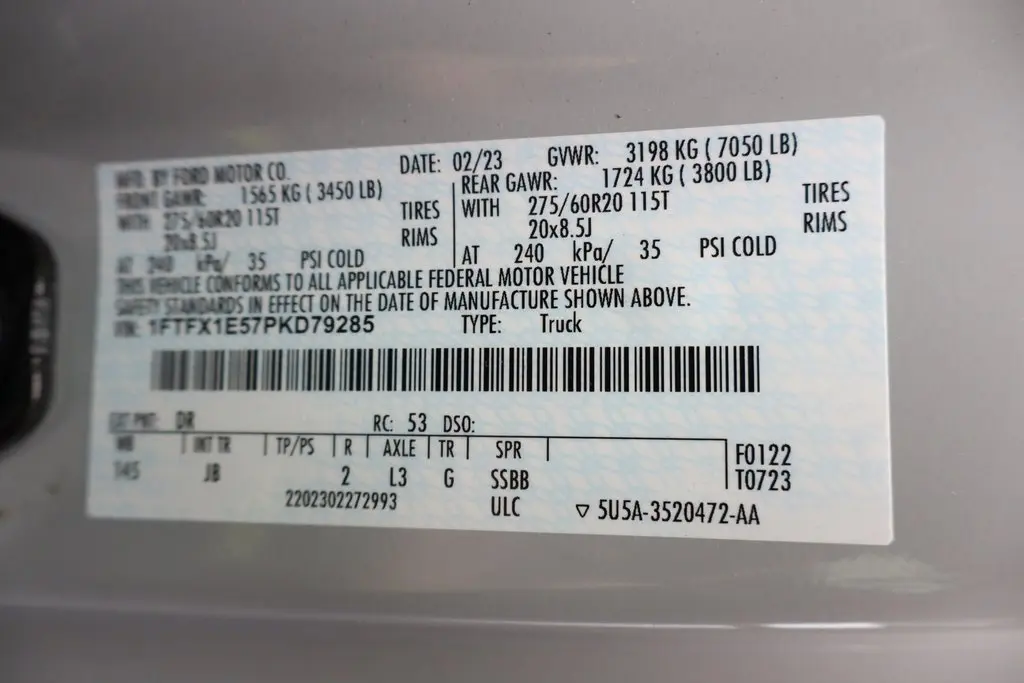 MFD. BY FORD MOTOR CO. DATE: 02/23 GVWR: 3198 KG ( 7050 LB)
FRONT GAWR: 1565 KG ( 3450 LB) REAR GAWR: 1724 KG ( 3800 LB)
WITH 275/60R20 115T TIRES WITH 275/60R20 115T TIRES
20x8.5J RIMS 20x8.5J RIMS
AT 240 kPa/ 35 PSI COLD AT 240 kPa/ 35 PSI COLD
THIS VEHICLE CONFORMS TO ALL APPLICABLE FEDERAL MOTOR VEHICLE
SAFETY STANDARDS IN EFFECT ON THE DATE OF MANUFACTURE SHOWN ABOVE.
VIN: 1FTFX1E57PKD79285 TYPE: Truck
EXT PNT: DR RC: 53 DSO:
WB INT TR TP/PS R AXLE TR SPR F0122
145 JB 2 L3 G SSBB T0723
2202302272993 ULC ▽ 5U5A-3520472-AA